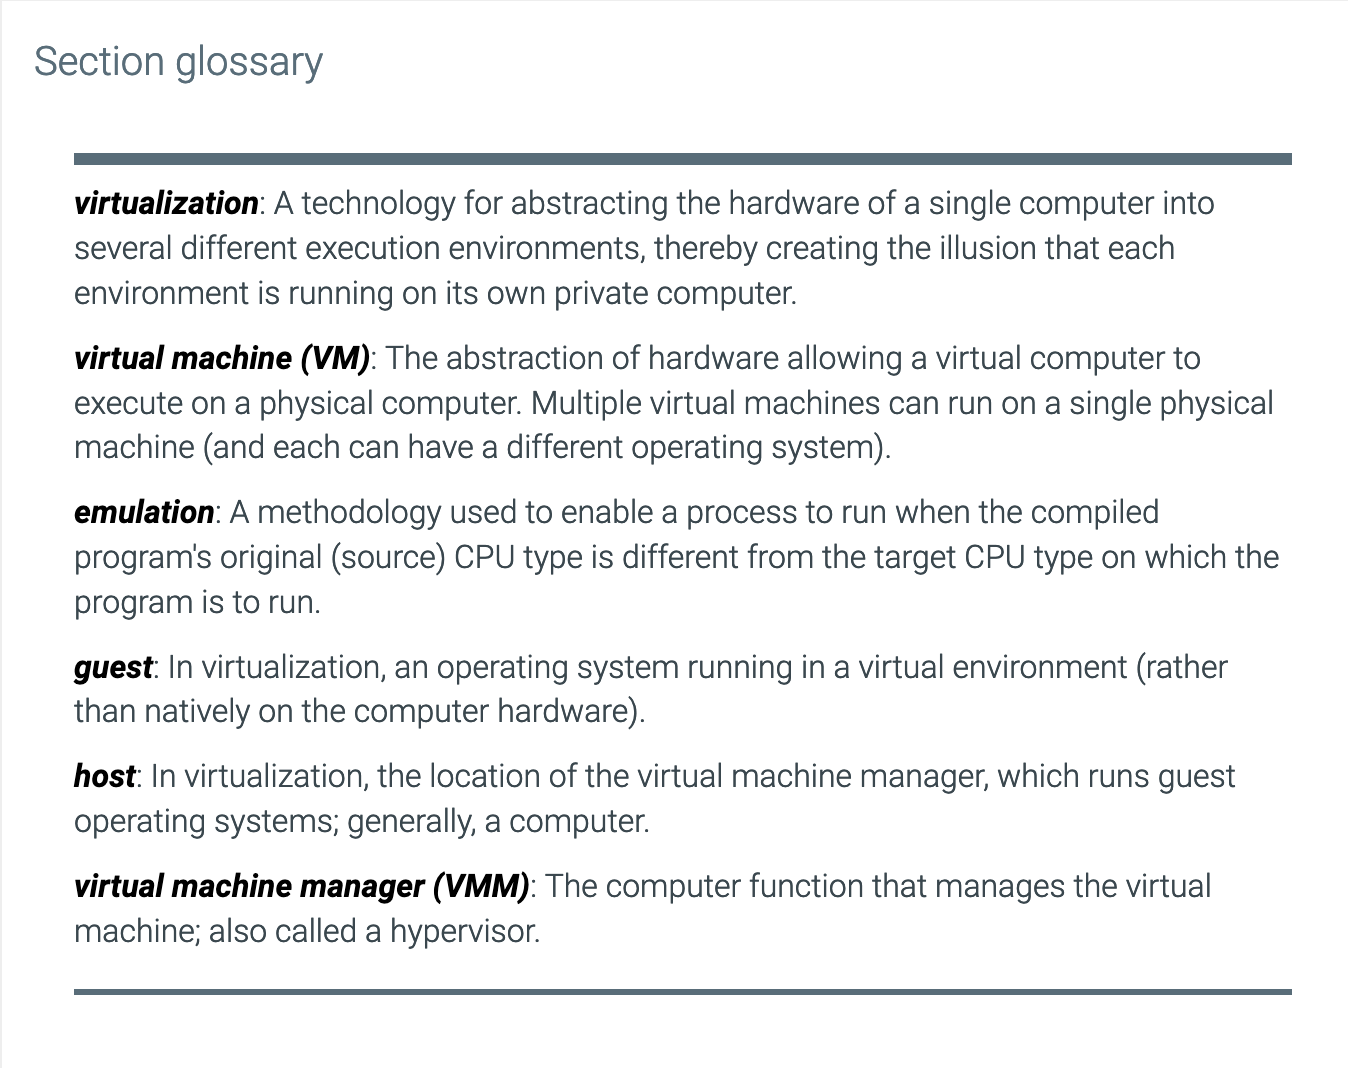 Section glossary
virtualization: A technology for abstracting the hardware of a single computer into
several different execution environments, thereby creating the illusion that each
environment is running on its own private computer.
virtual machine (VM): The abstraction of hardware allowing a virtual computer to
execute on a physical computer. Multiple virtual machines can run on a single physical
machine (and each can have a different operating system).
emulation: A methodology used to enable a process to run when the compiled
program's original (source) CPU type is different from the target CPU type on which the
program is to run.
guest: In virtualization, an operating system running in a virtual environment (rather
than natively on the computer hardware).
host: In virtualization, the location of the virtual machine manager, which runs guest
operating systems; generally, a computer.
virtual machine manager (VMM): The computer function that manages the virtual
machine; also called a hypervisor.